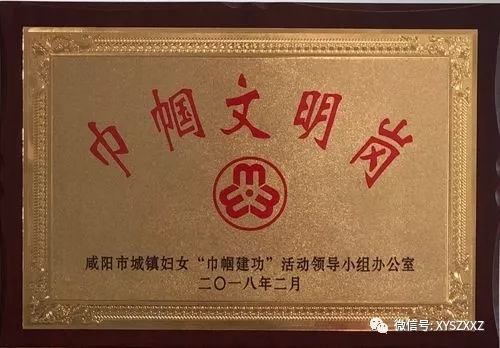 巾帼文明岗
咸阳市城镇妇女“巾帼建功”活动领导小组办公室
二〇一八年二月
微信号: XYSZXXZ